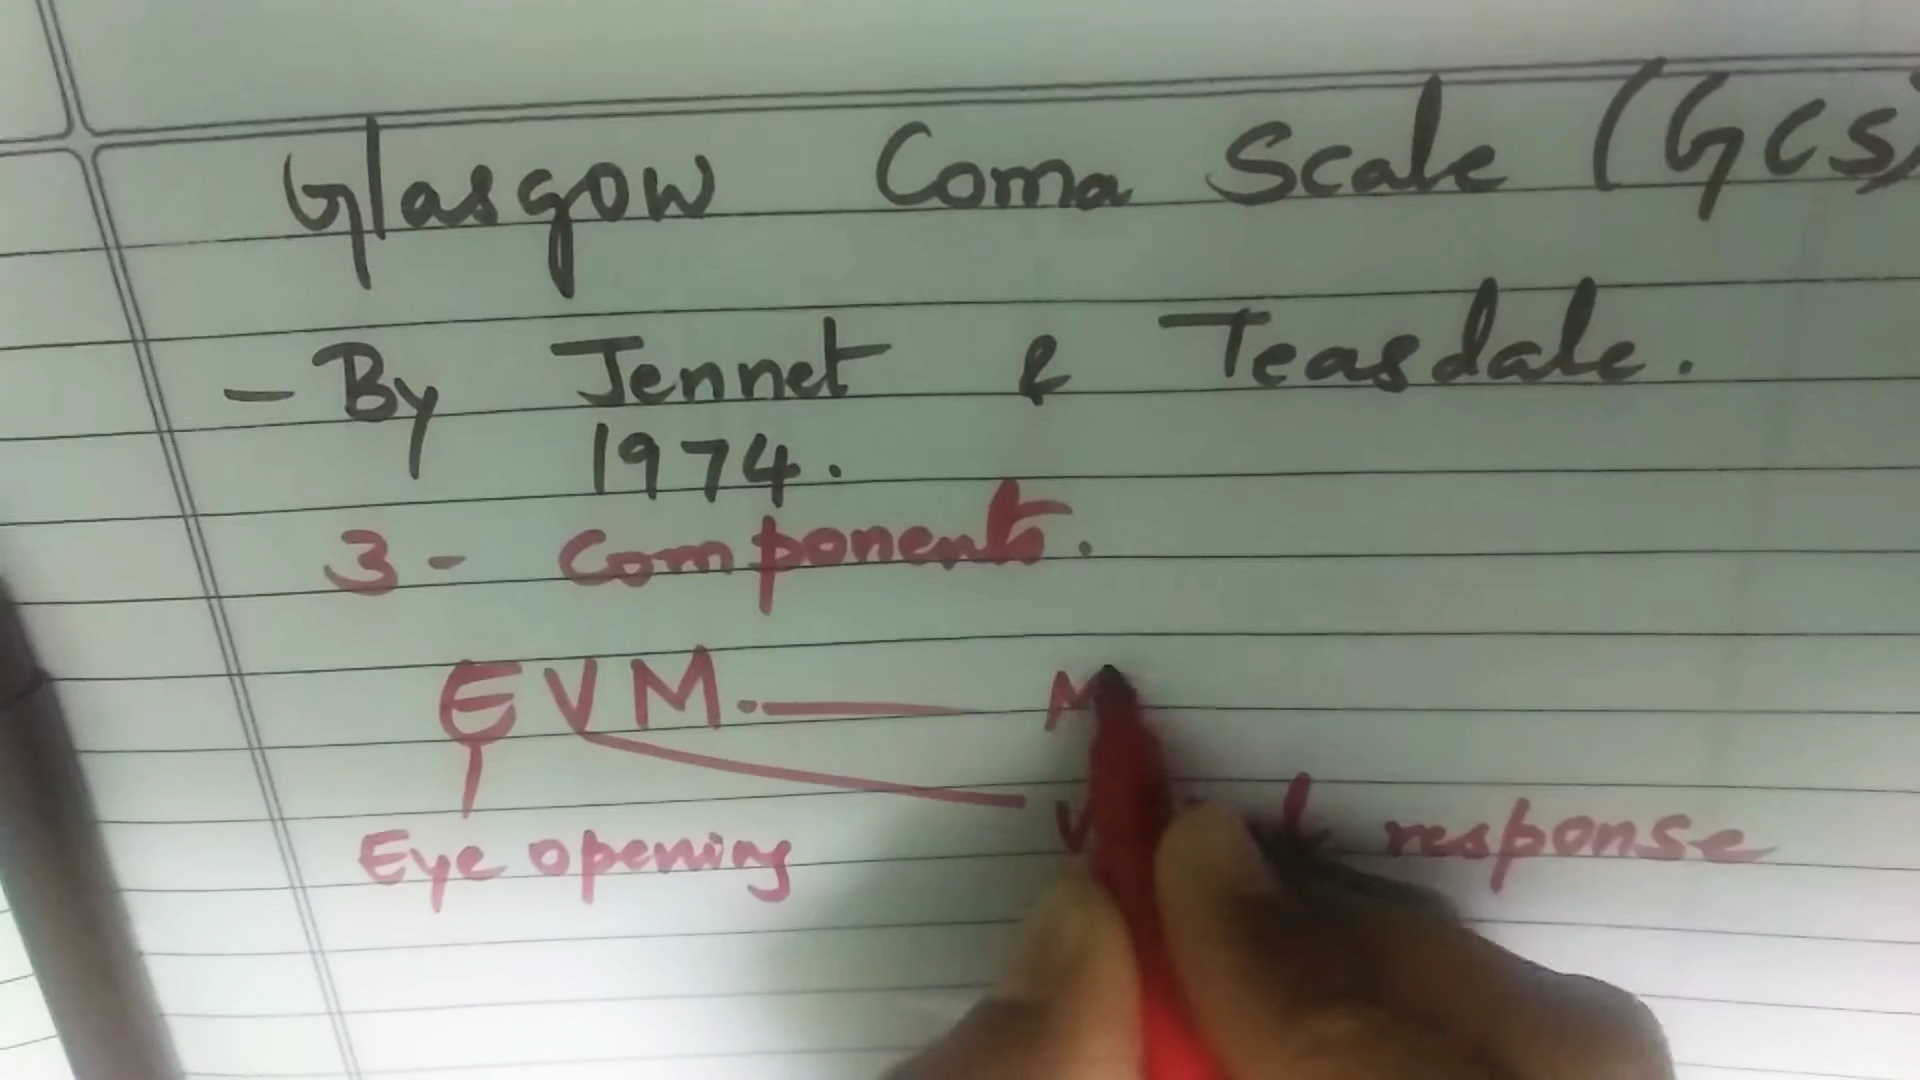 Glasgow Coma Scale (GCS)
- By Jennet & Teasdale.
1974.
3 - Components.
EVM. M
Eye opening response